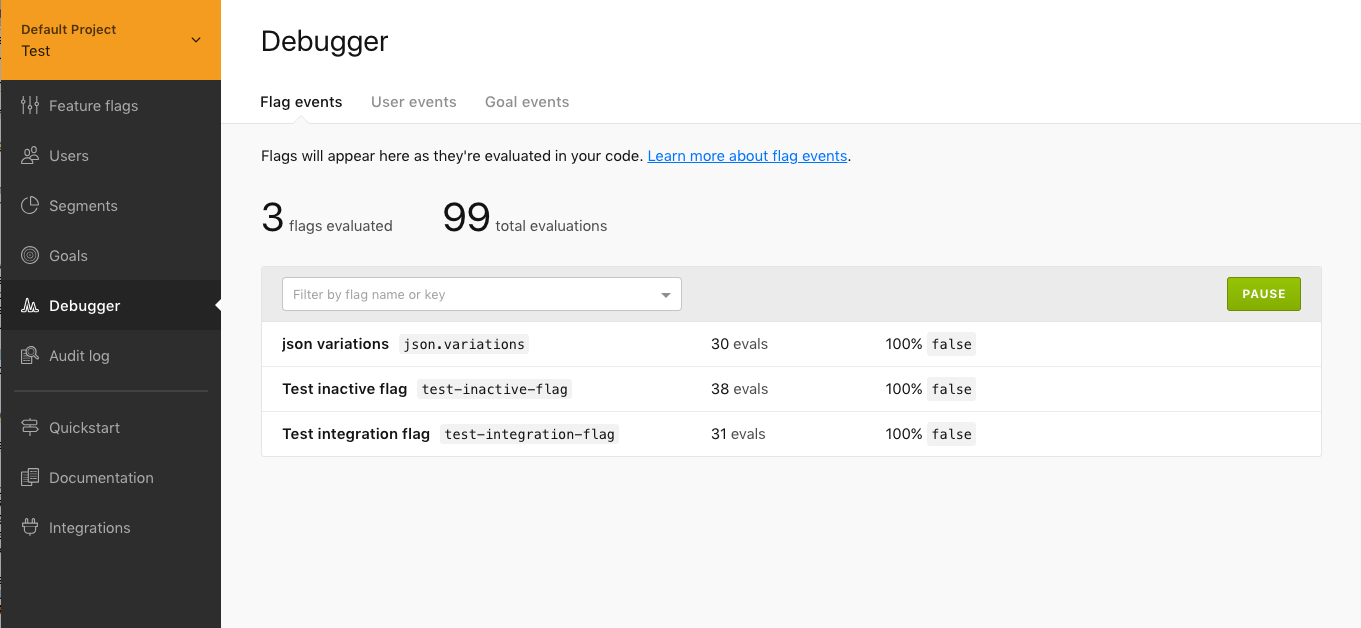 Default Project
Test
Feature flags
Users
Segments
Goals
Debugger
Audit log
Quickstart
Documentation
Integrations
Debugger
Flag events User events Goal events
Flags will appear here as they're evaluated in your code. Learn more about flag events.
3 flags evaluated 99 total evaluations
Filter by flag name or key PAUSE
json variations json.variations 30 evals 100% false
Test inactive flag test-inactive-flag 38 evals 100% false
Test integration flag test-integration-flag 31 evals 100% false